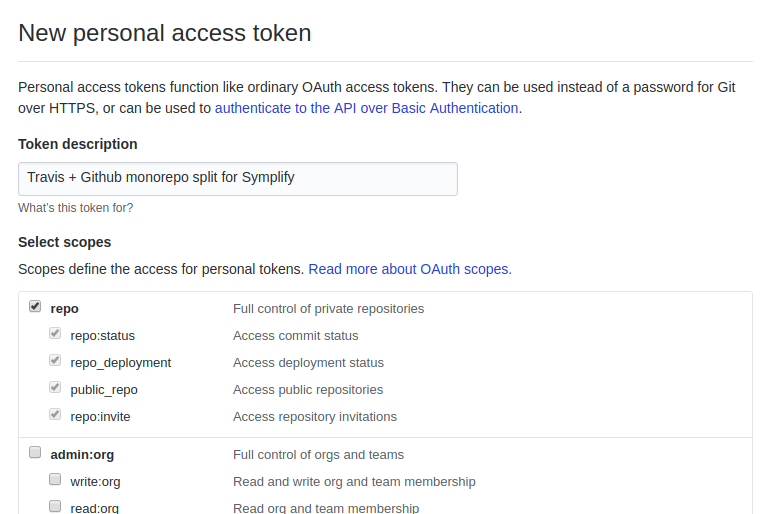 New personal access token
Personal access tokens function like ordinary OAuth access tokens. They can be used instead of a password for Git
over HTTPS, or can be used to authenticate to the API over Basic Authentication.
Token description
Travis + Github monorepo split for Symplify
What's this token for?
Select scopes
Scopes define the access for personal tokens. Read more about OAuth scopes.
repo Full control of private repositories
repo:status Access commit status
repo_deployment Access deployment status
public_repo Access public repositories
repo:invite Access repository invitations
admin:org Full control of orgs and teams
write:org Read and write org and team membership
read:org Read org and team membership